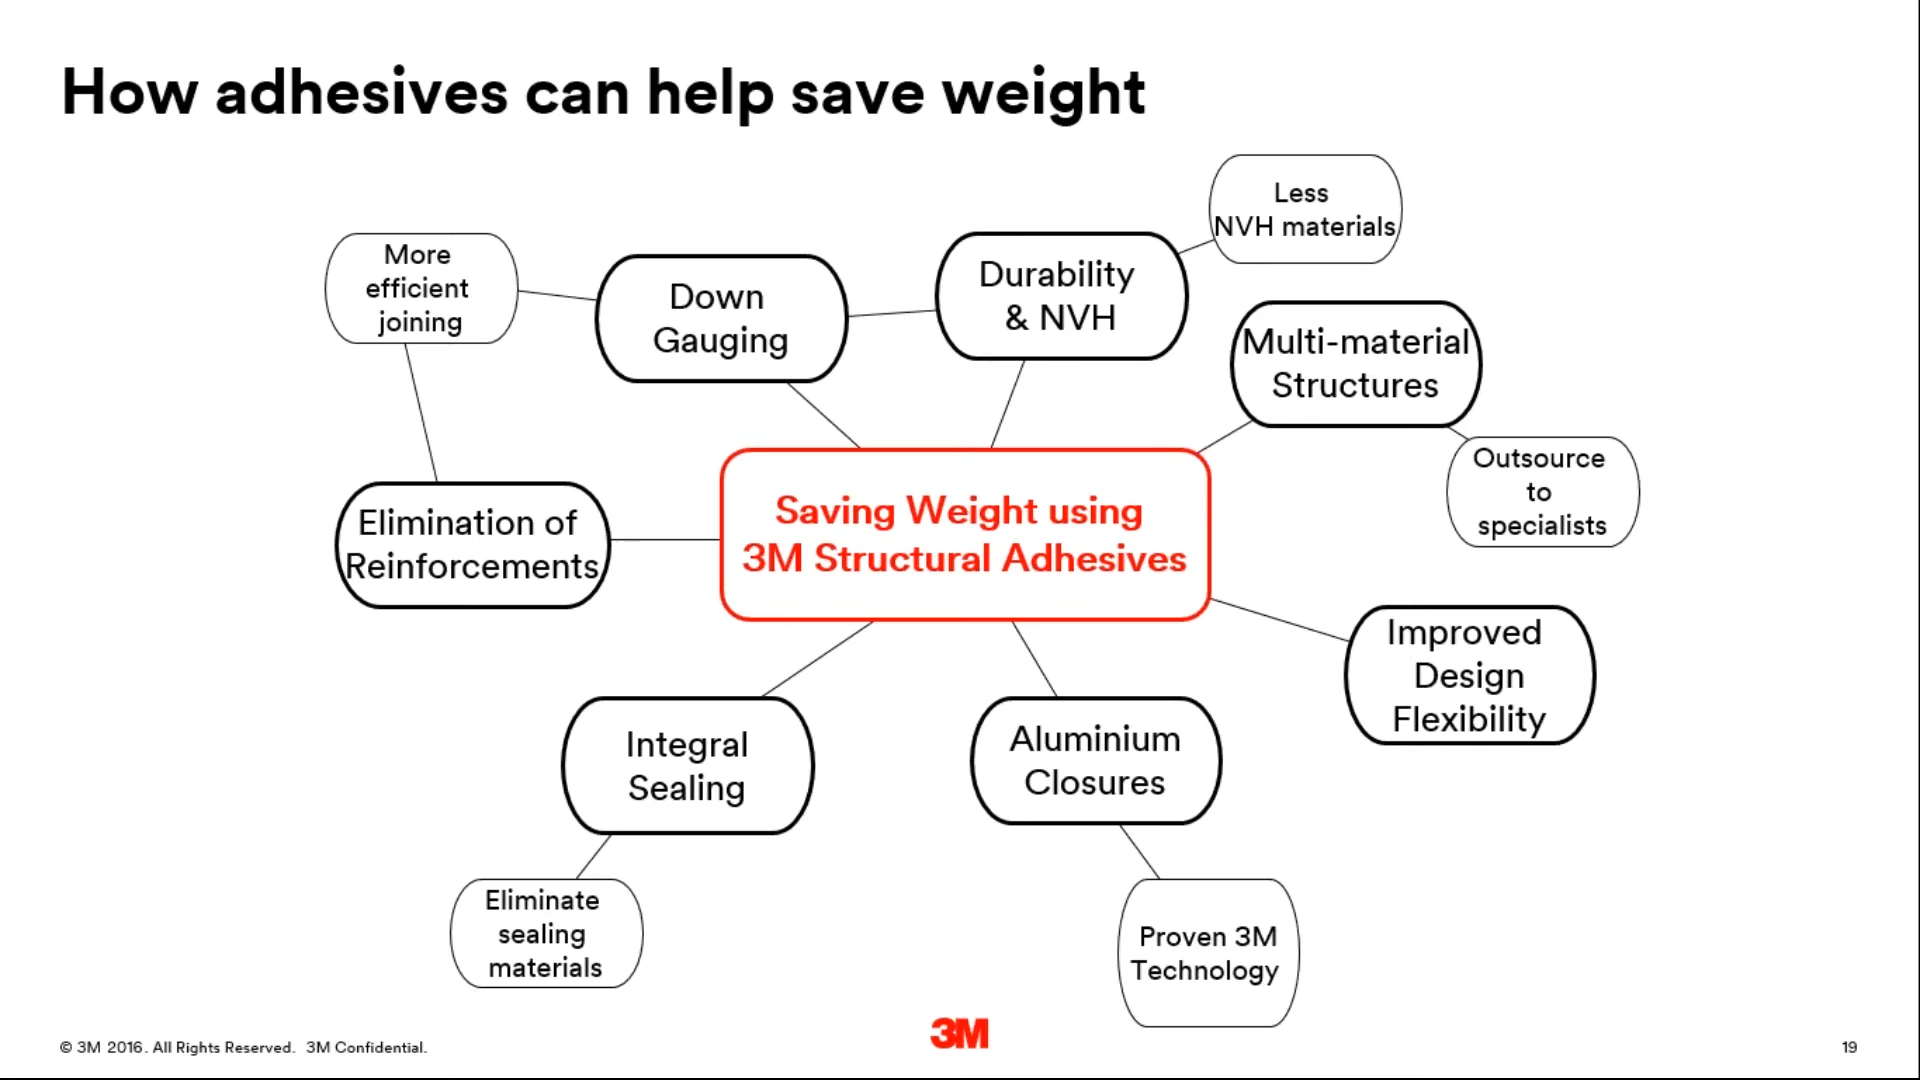 How adhesives can help save weight
Less
NVH materials
More
efficient
joining
Down
Gauging
Durability
& NVH
Multi-material
Structures
Outsource
to
specialists
Elimination of
Reinforcements
Saving Weight using
3M Structural Adhesives
Improved
Design
Flexibility
Integral
Sealing
Aluminium
Closures
Eliminate
sealing
materials
Proven 3M
Technology
© 3M 2016. All Rights Reserved. 3M Confidential.
3M
19